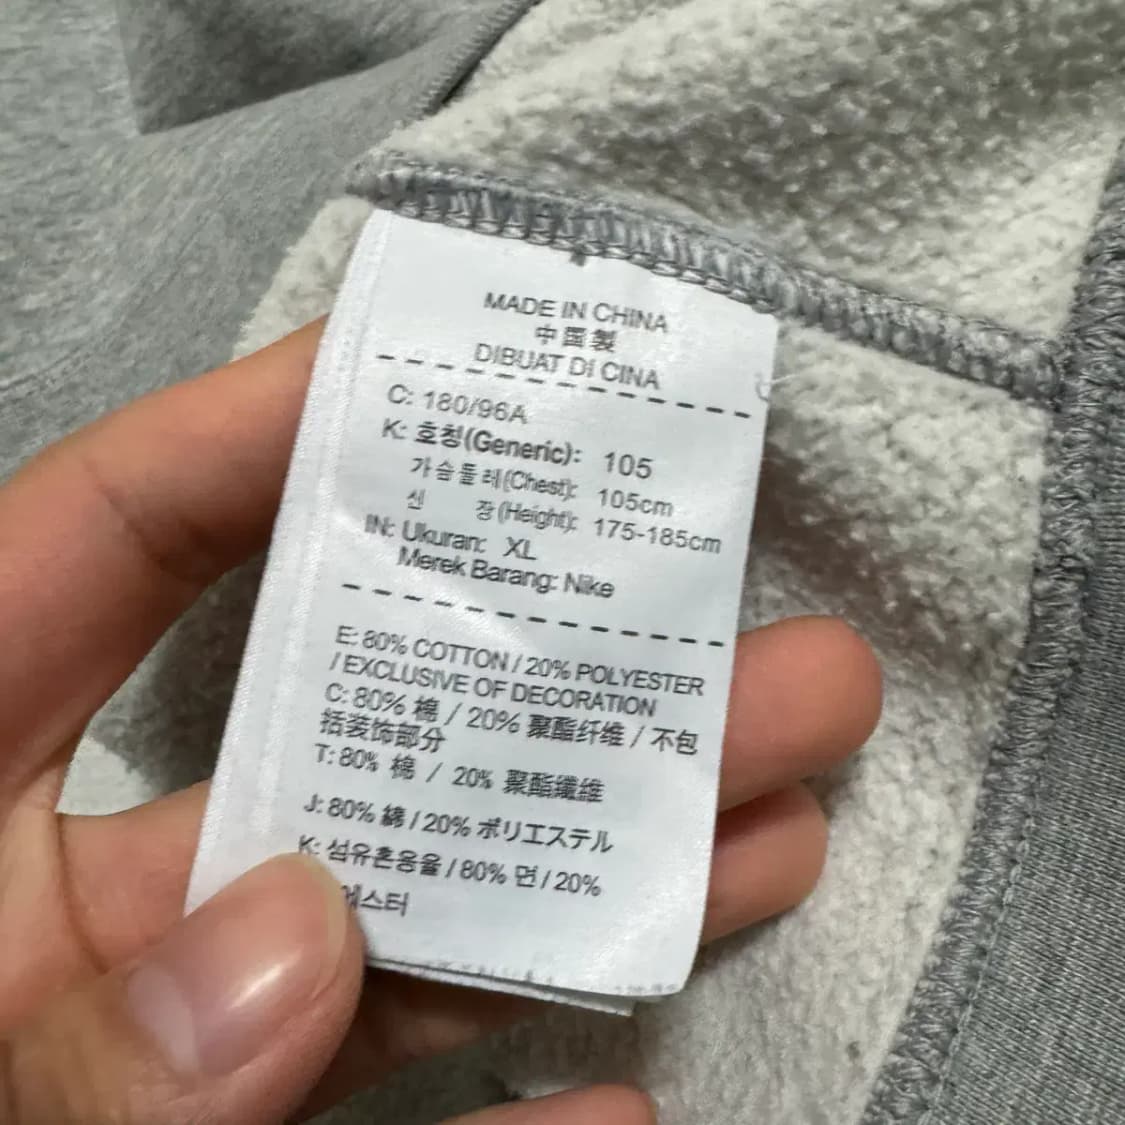 MADE IN CHINA
中国製
DIBUAT DI CINA
C: 180/96A
K: 호칭(Generic): 105
가슴둘레(Chest): 105cm
신 장(Height): 175-185cm
IN: Ukuran: XL
Merek Barang: Nike
E: 80% COTTON / 20% POLYESTER
/ EXCLUSIVE OF DECORATION
C: 80% 棉 / 20% 聚酯纤维 / 不包
括装饰部分
T: 80% 棉 / 20% 聚酯纖維
J: 80% 綿 / 20% ポリエステル
K: 섬유혼용율 / 80% 면 / 20%
에스터